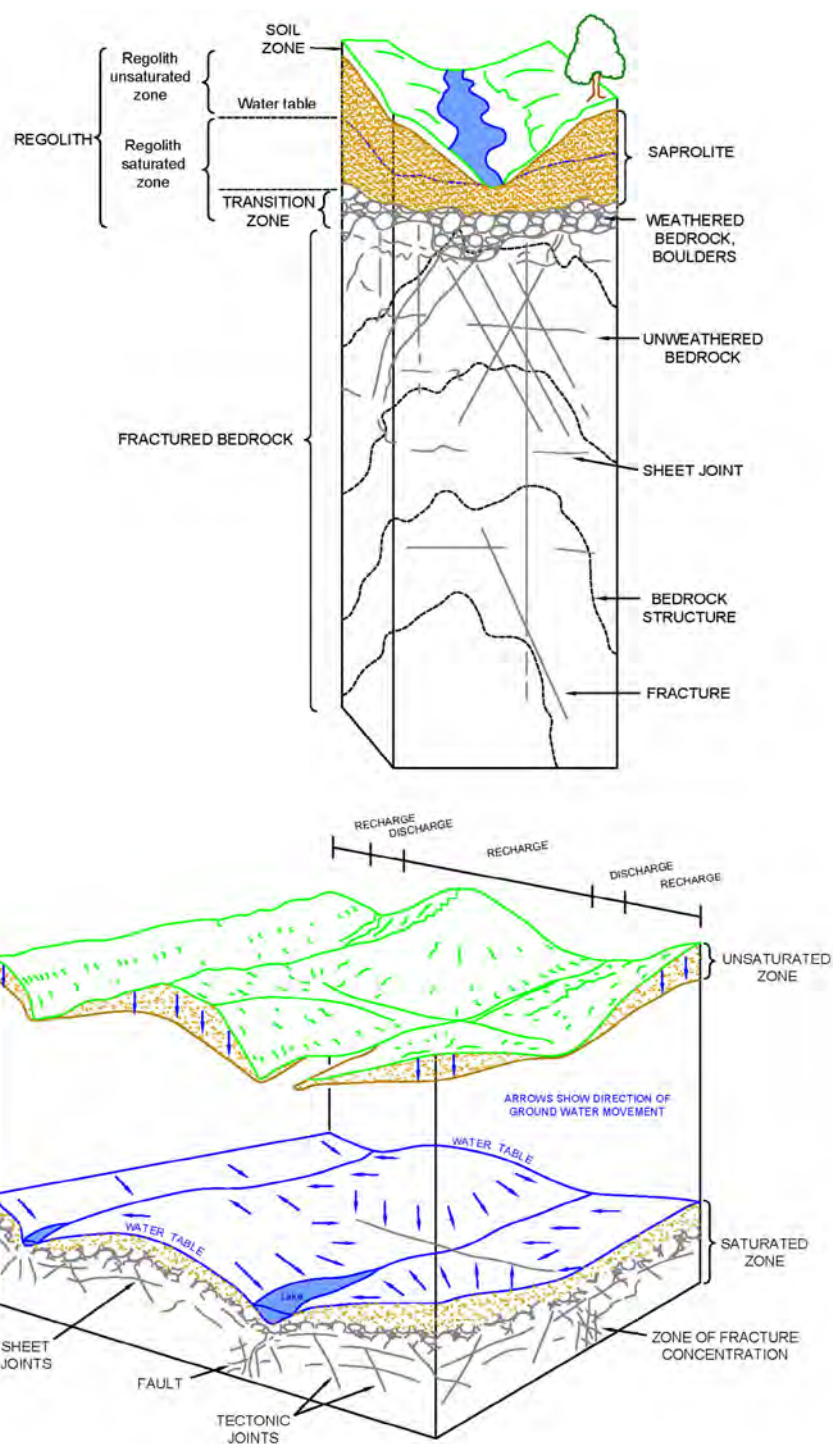 SOIL
ZONE
Regolith
unsaturated
zone
Water table
REGOLITH
Regolith
saturated
zone
SAPROLITE
TRANSITION
ZONE
WEATHERED
BEDROCK,
BOULDERS
UNWEATHERED
BEDROCK
FRACTURED BEDROCK
SHEET JOINT
BEDROCK
STRUCTURE
FRACTURE
RECHARGE
DISCHARGE
RECHARGE
DISCHARGE
RECHARGE
UNSATURATED
ZONE
ARROWS SHOW DIRECTION OF
GROUND WATER MOVEMENT
WATER TABLE
WATER TABLE
SATURATED
ZONE
Lake
SHEET
JOINTS
ZONE OF FRACTURE
CONCENTRATION
FAULT
TECTONIC
JOINTS